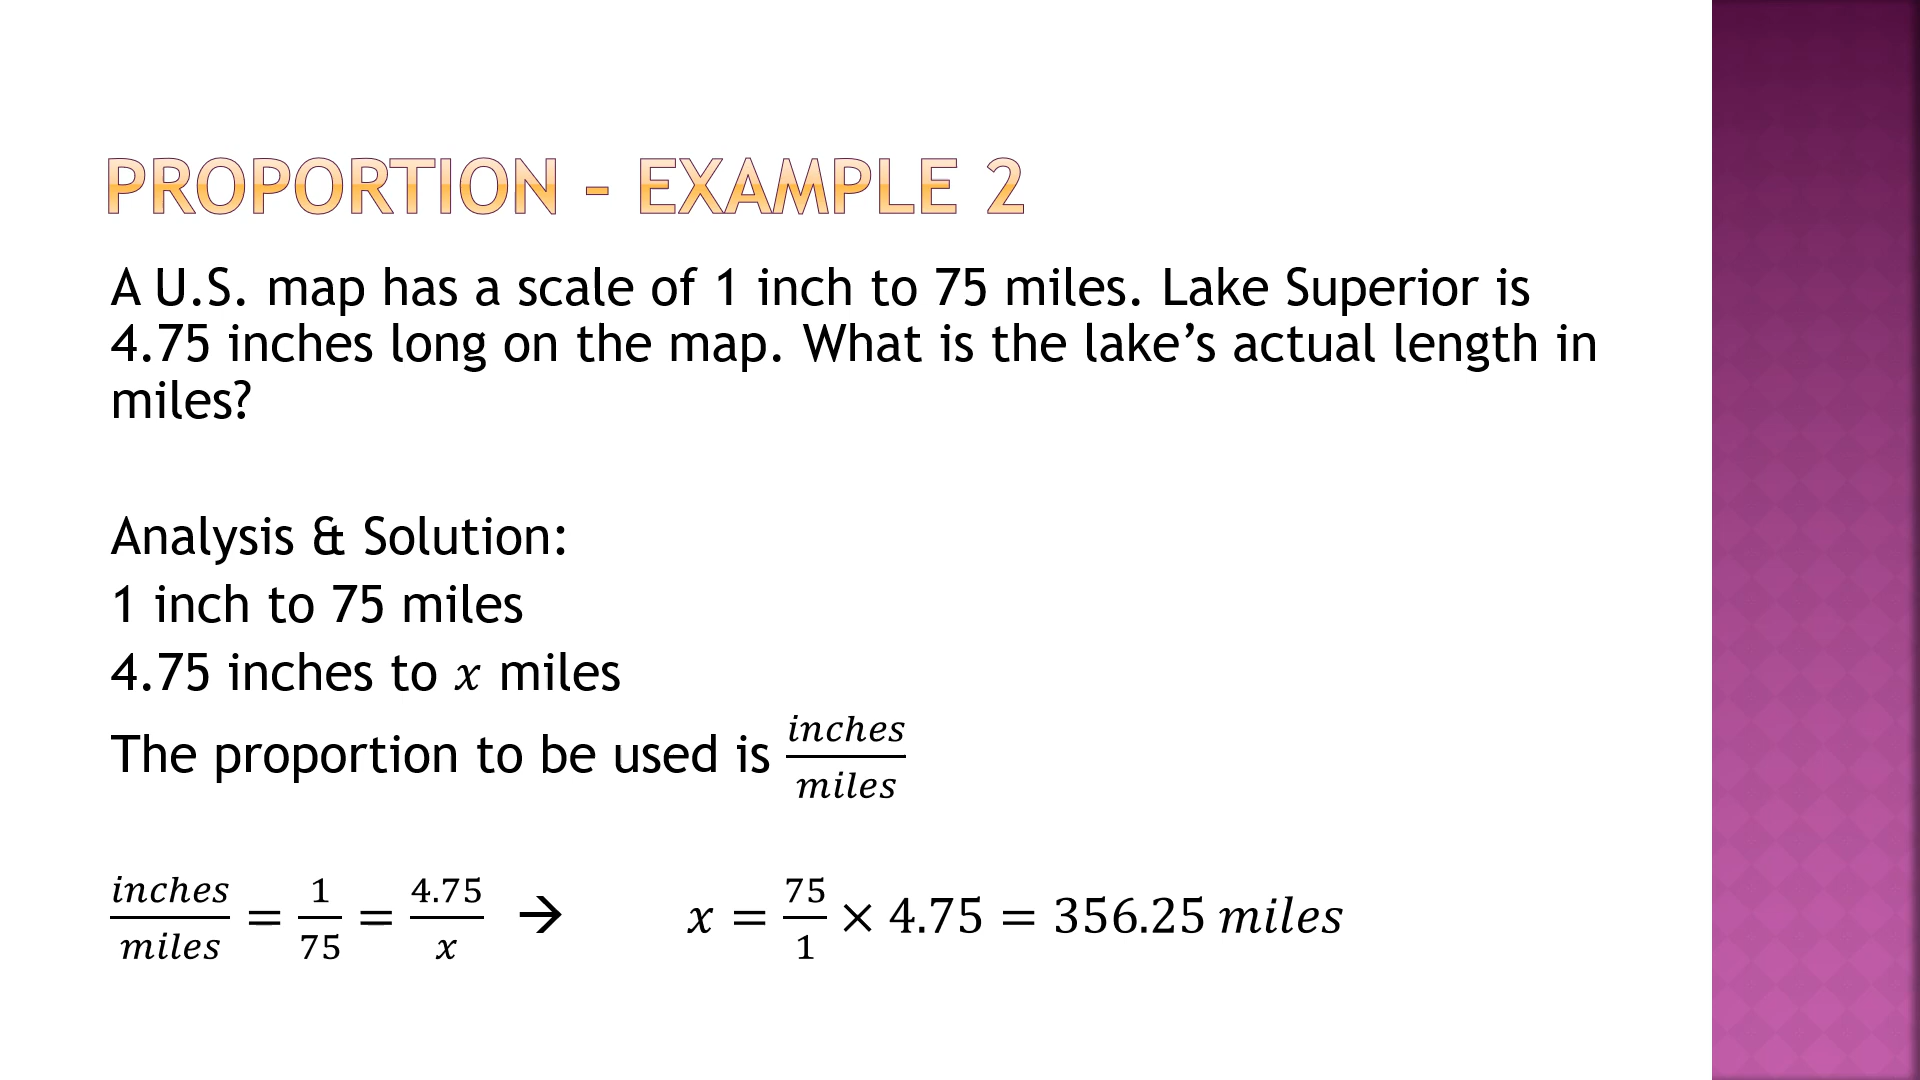 PROPORTION – EXAMPLE 2
A U.S. map has a scale of 1 inch to 75 miles. Lake Superior is
4.75 inches long on the map. What is the lake’s actual length in
miles?
Analysis & Solution:
1 inch to 75 miles
4.75 inches to x miles
The proportion to be used is inches/miles
inches/miles = 1/75 = 4.75/x → x = 75/1 × 4.75 = 356.25 miles